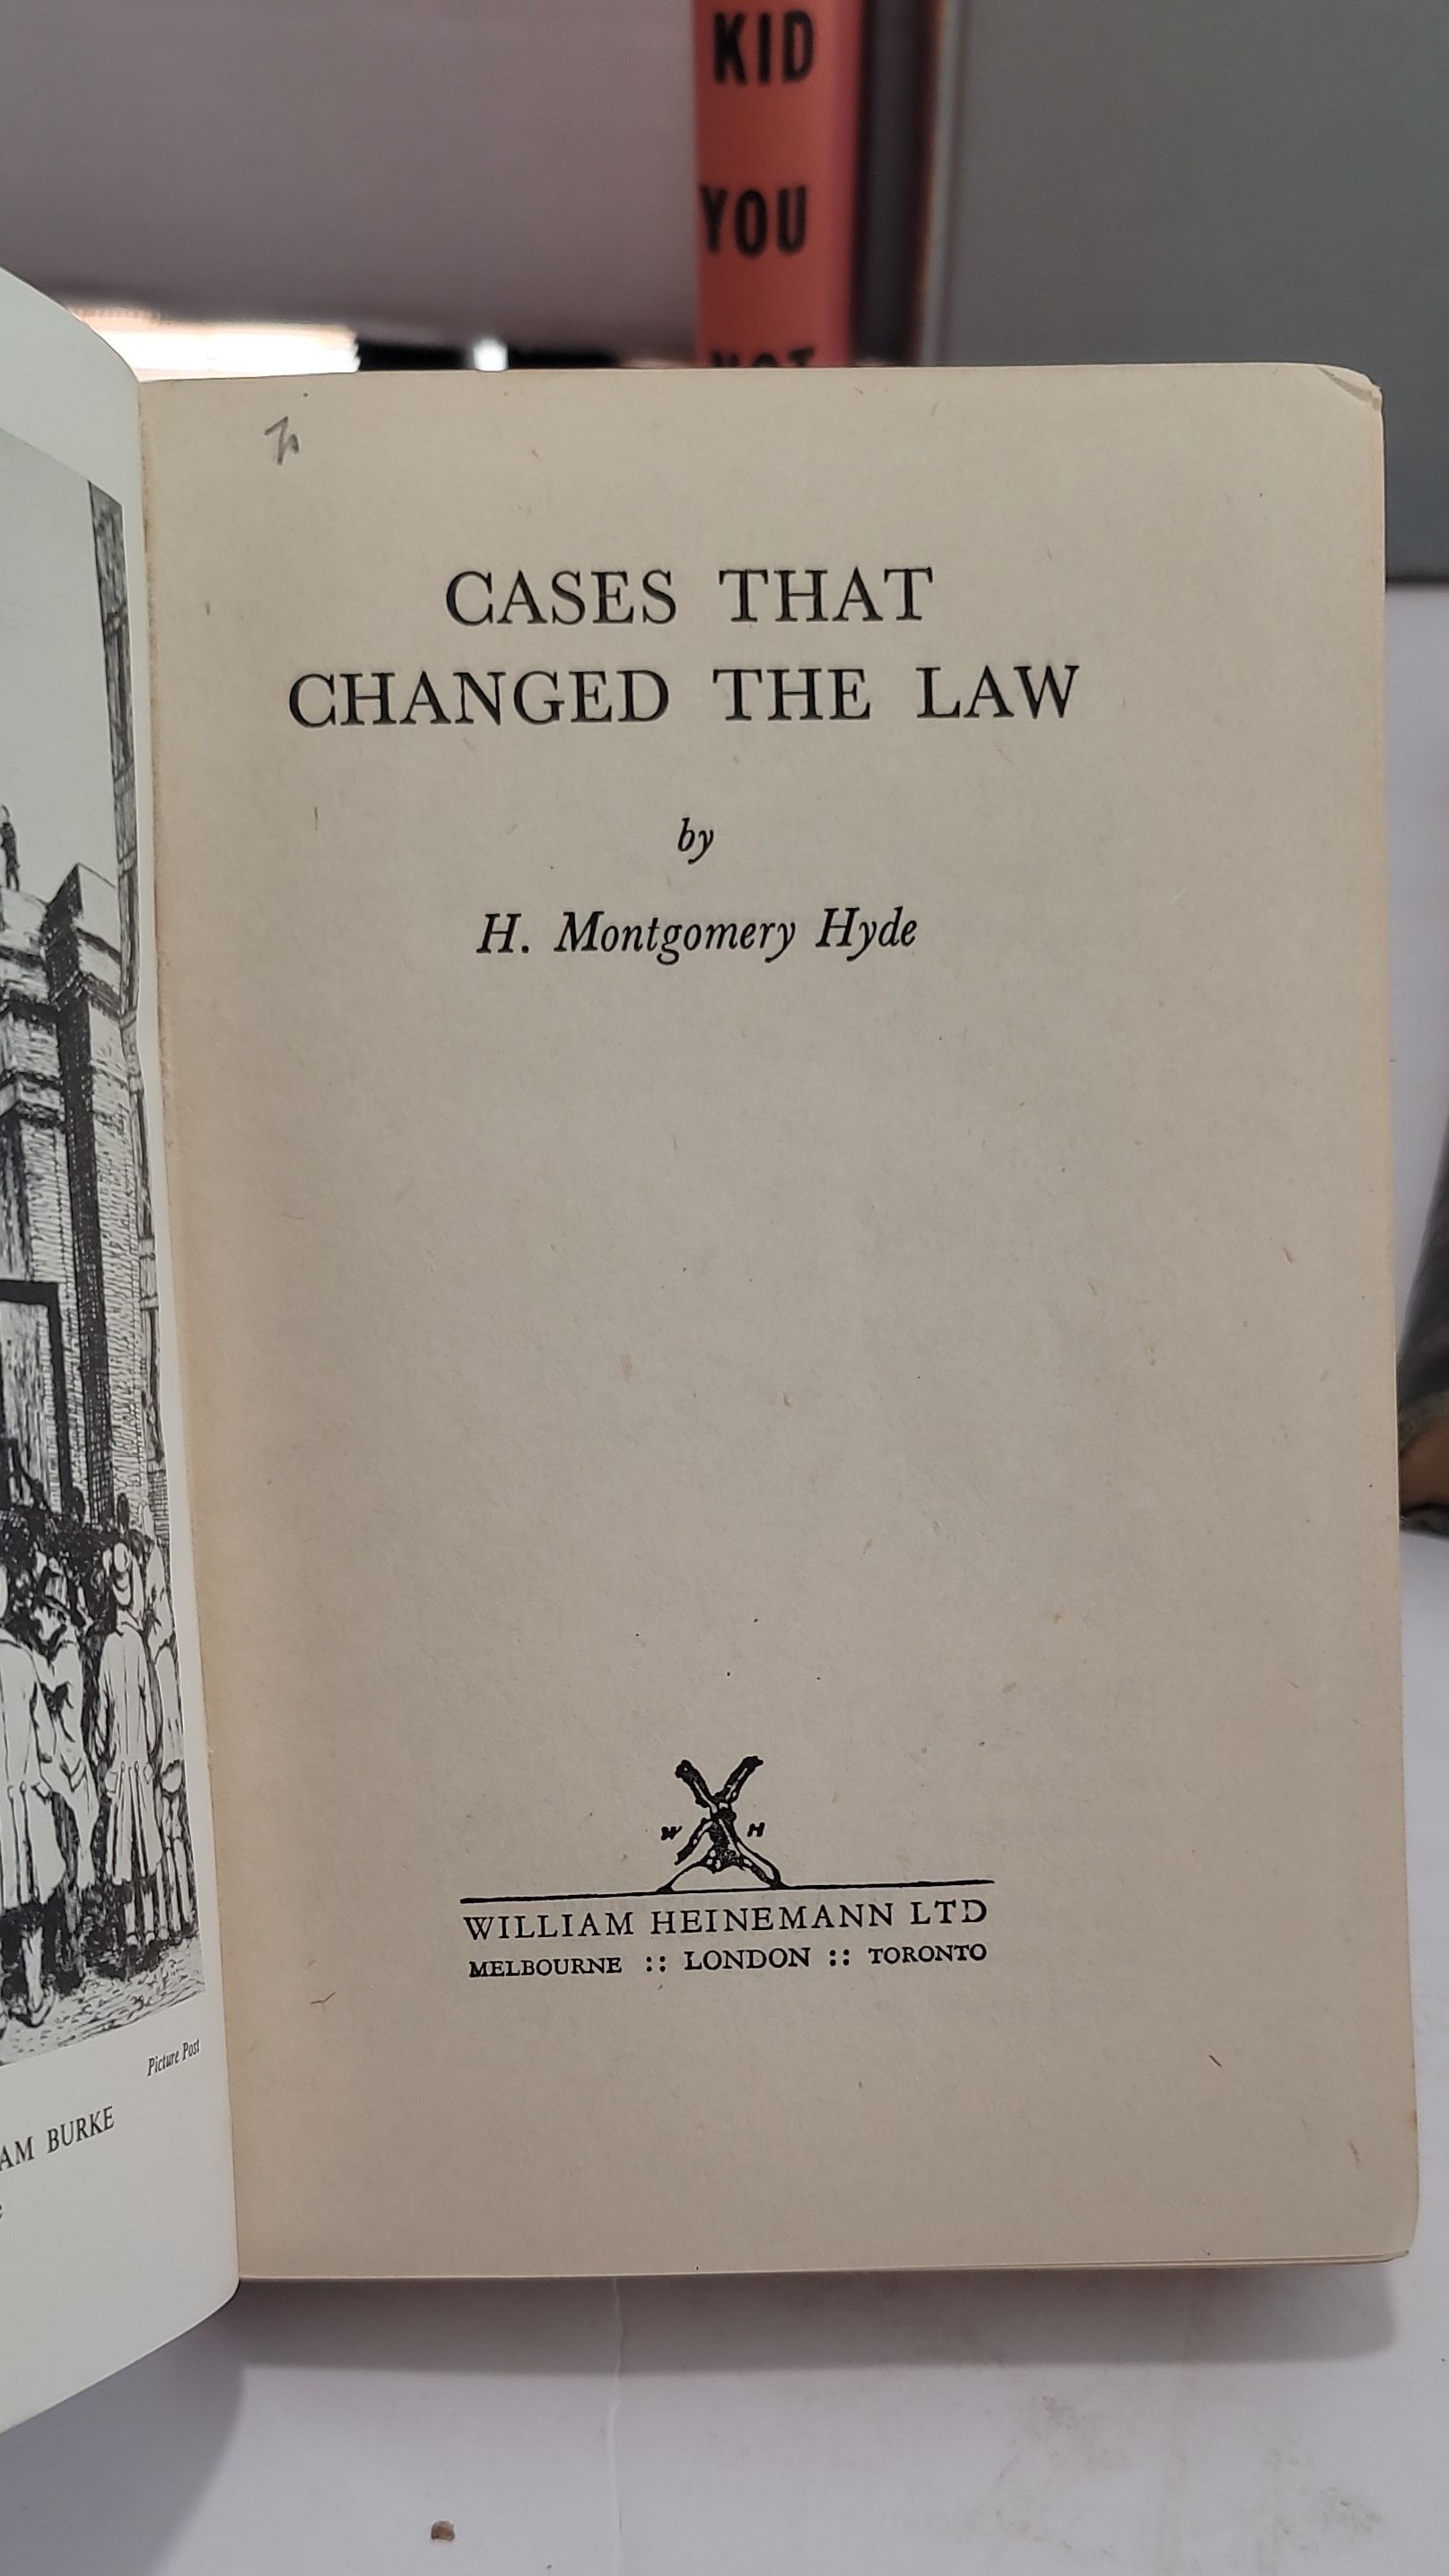 KID
YOU
NOT
CASES THAT
CHANGED THE LAW
by
H. Montgomery Hyde
W H
WILLIAM HEINEMANN LTD
MELBOURNE :: LONDON :: TORONTO
Picture Post
AM BURKE